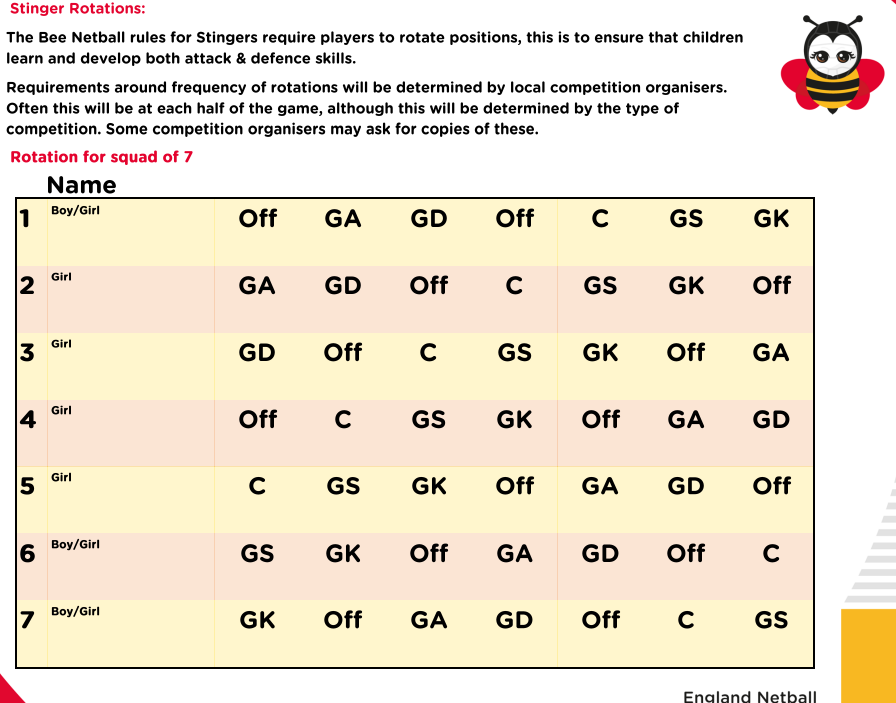 Stinger Rotations:
The Bee Netball rules for Stingers require players to rotate positions, this is to ensure that children
learn and develop both attack & defence skills.
Requirements around frequency of rotations will be determined by local competition organisers.
Often this will be at each half of the game, although this will be determined by the type of
competition. Some competition organisers may ask for copies of these.
Rotation for squad of 7
Name
1 Boy/Girl Off GA GD Off C GS GK
2 Girl GA GD Off C GS GK Off
3 Girl GD Off C GS GK Off GA
4 Girl Off C GS GK Off GA GD
5 Girl C GS GK Off GA GD Off
6 Boy/Girl GS GK Off GA GD Off C
7 Boy/Girl GK Off GA GD Off C GS
England Netball